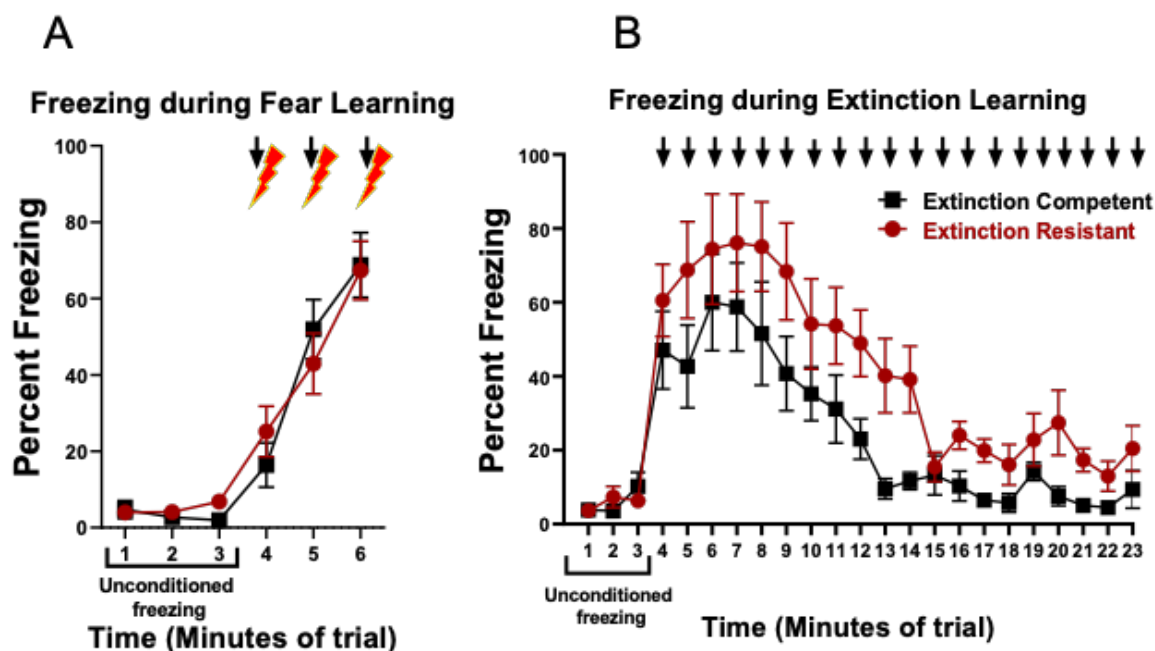 A
Freezing during Fear Learning
100
80
60
40
20
0
Percent Freezing
1 2 3 4 5 6
Unconditioned
freezing
Time (Minutes of trial)
B
Freezing during Extinction Learning
100
80
60
40
20
0
Percent Freezing
Extinction Competent
Extinction Resistant
1 2 3 4 5 6 7 8 9 10 11 12 13 14 15 16 17 18 19 20 21 22 23
Unconditioned
freezing
Time (Minutes of trial)